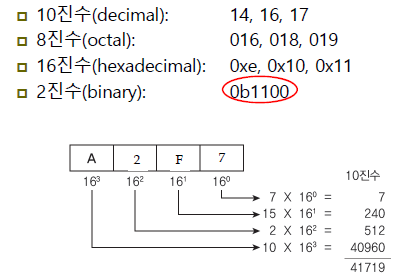 10진수(decimal): 14, 16, 17
8진수(octal): 016, 018, 019
16진수(hexadecimal): 0xe, 0x10, 0x11
2진수(binary): 0b1100
A 2 F 7
16³ 16² 16¹ 16⁰
10진수
7 X 16⁰ = 7
15 X 16¹ = 240
2 X 16² = 512
10 X 16³ = 40960
41719